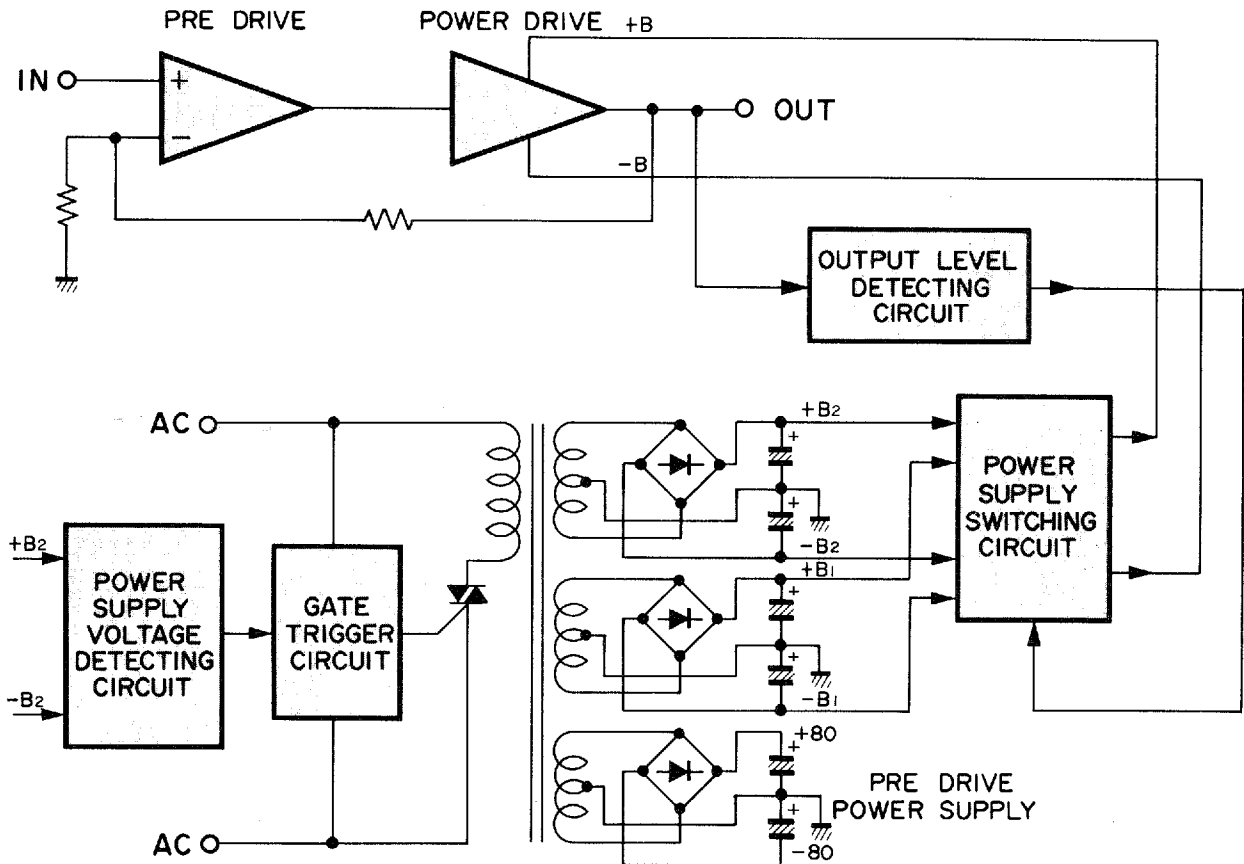 PRE DRIVE
POWER DRIVE
+B
IN
+
−
OUT
−B
OUTPUT LEVEL
DETECTING
CIRCUIT
AC
+B2
+
+
−B2
POWER
SUPPLY
SWITCHING
CIRCUIT
+B2
−B2
POWER
SUPPLY
VOLTAGE
DETECTING
CIRCUIT
GATE
TRIGGER
CIRCUIT
+B1
+
+
−B1
+80
+
+
−80
PRE DRIVE
POWER SUPPLY
AC